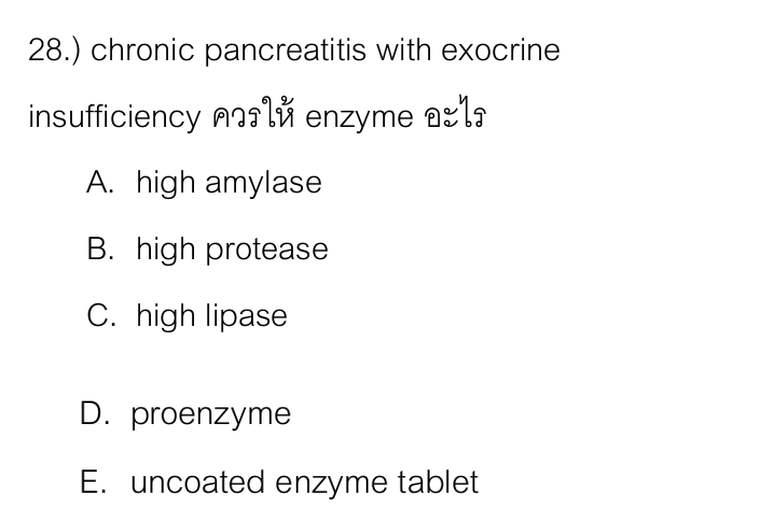 28.) chronic pancreatitis with exocrine
insufficiency ควรให้ enzyme อะไร
A. high amylase
B. high protease
C. high lipase
D. proenzyme
E. uncoated enzyme tablet